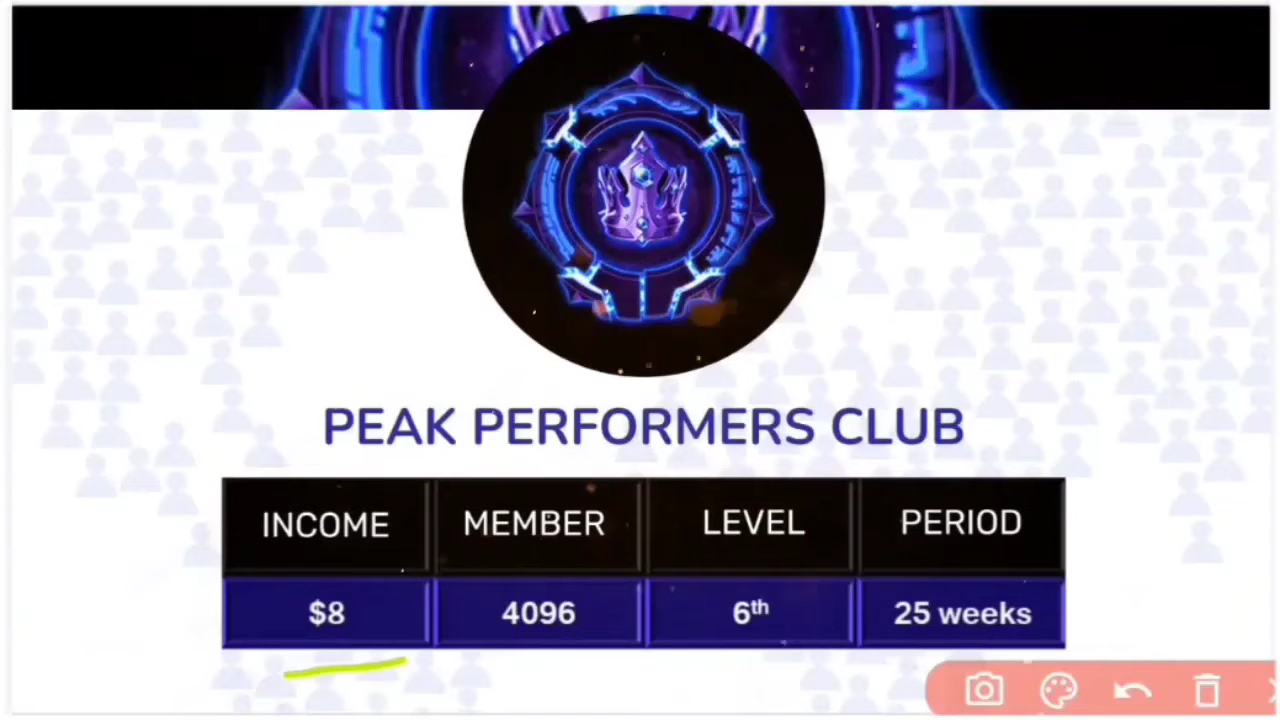 PEAK PERFORMERS CLUB
INCOME MEMBER LEVEL PERIOD
$8 4096 6th 25 weeks